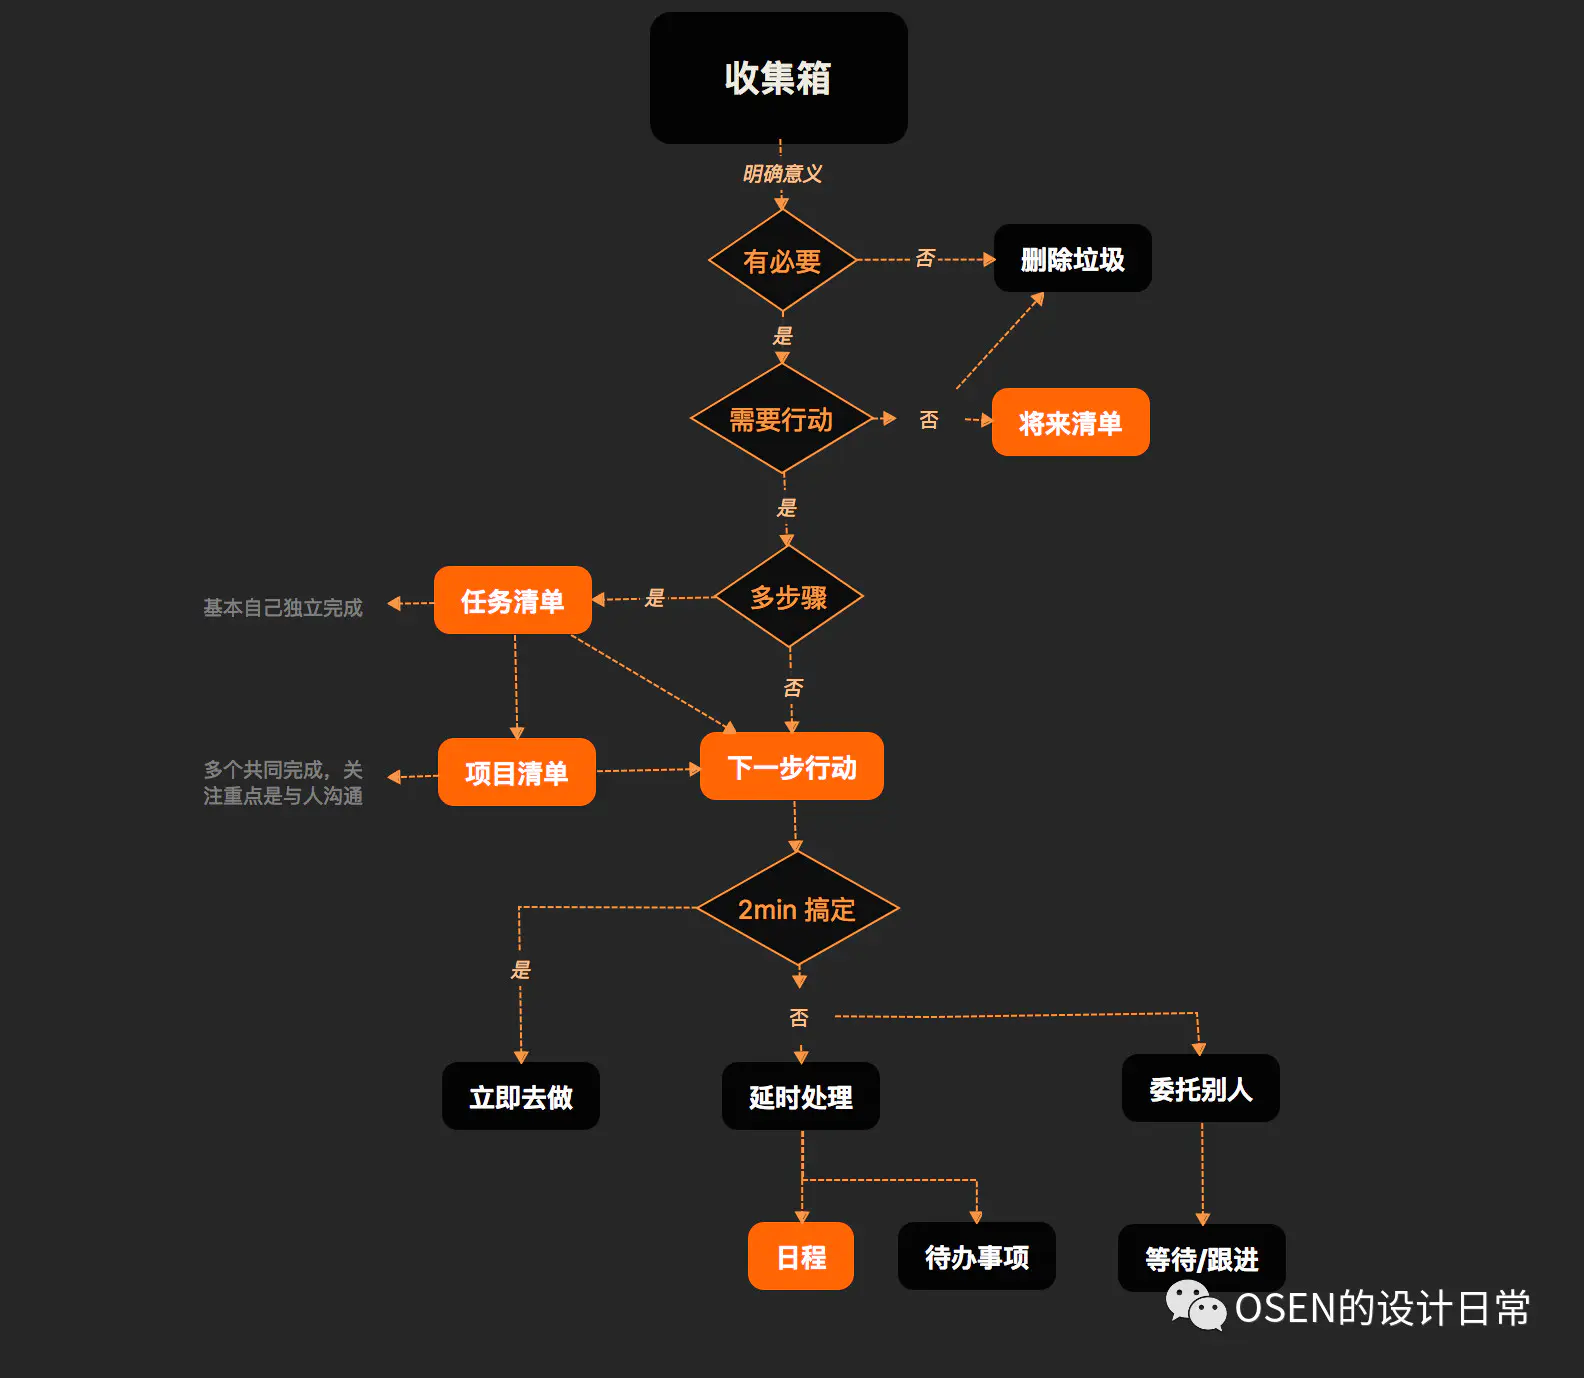 收集箱
明确意义
有必要
否
删除垃圾
是
需要行动
否
将来清单
是
基本自己独立完成
任务清单
是
多步骤
否
多个共同完成，关
注重点是与人沟通
项目清单
下一步行动
2min 搞定
是
否
立即去做
延时处理
委托别人
日程
待办事项
等待/跟进
OSEN的设计日常